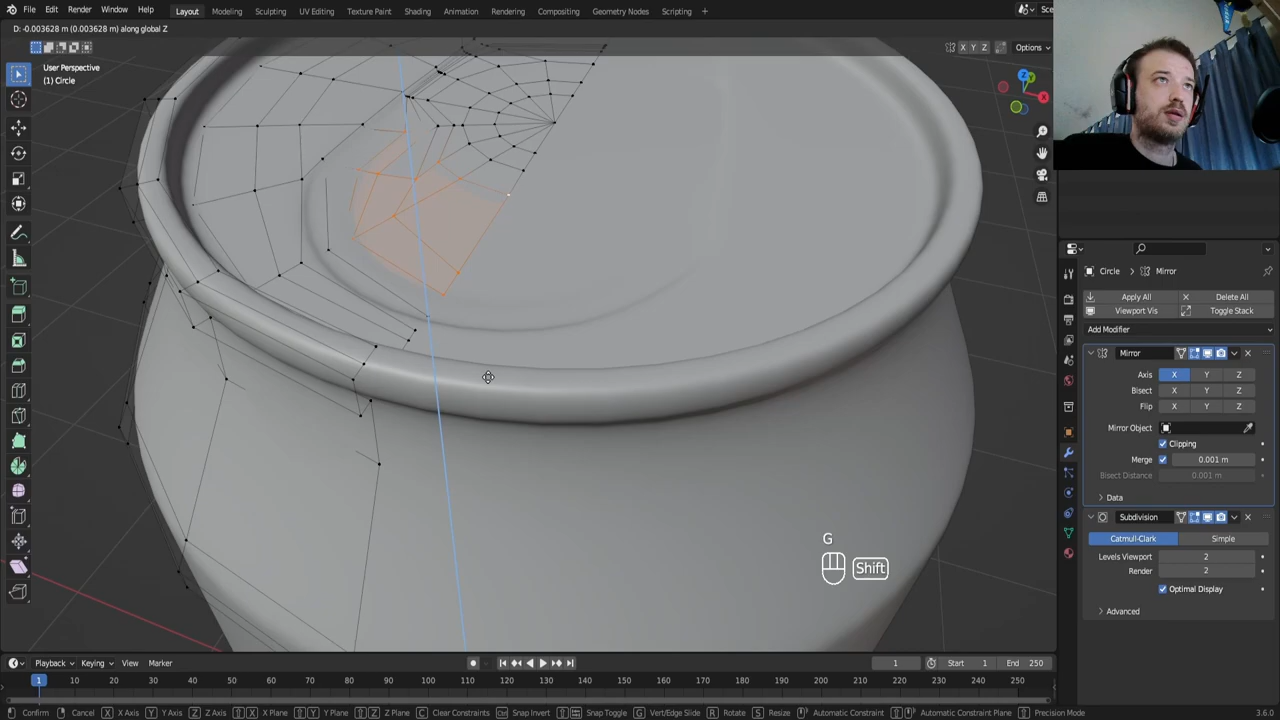 File Edit Render Window Help Layout Modeling Sculpting UV Editing Texture Paint Shading Animation Rendering Compositing Geometry Nodes Scripting Sce
D: -0.003628 m (0.003628 m) along global Z
X Y Z Options
User Perspective
(1) Circle
Z
X
Circle > Mirror
Apply All Delete All
Viewport Vis Toggle Stack
Add Modifier
Mirror
Axis X Y Z
Bisect X Y Z
Flip X Y Z
Mirror Object
Clipping
Merge 0.001 m
Bisect Distance 0.001 m
Data
Subdivision
Catmull-Clark Simple
Levels Viewport 2
Render 2
Optimal Display
Advanced
G
Shift
Playback Keying View Marker 1 Start 1 End 250
1 10 20 30 40 50 60 70 80 90 100 110 120 130 140 150 160 170 180 190 200 210 220 230 240 250
Confirm Cancel X X Axis Y Y Axis Z Z Axis X X Plane Y Y Plane Z Z Plane C Clear Constraints Snap Invert Snap Toggle G Vert/Edge Slide R Rotate S Resize Automatic Constraint Automatic Constraint Plane Precision Mode 3.6.0